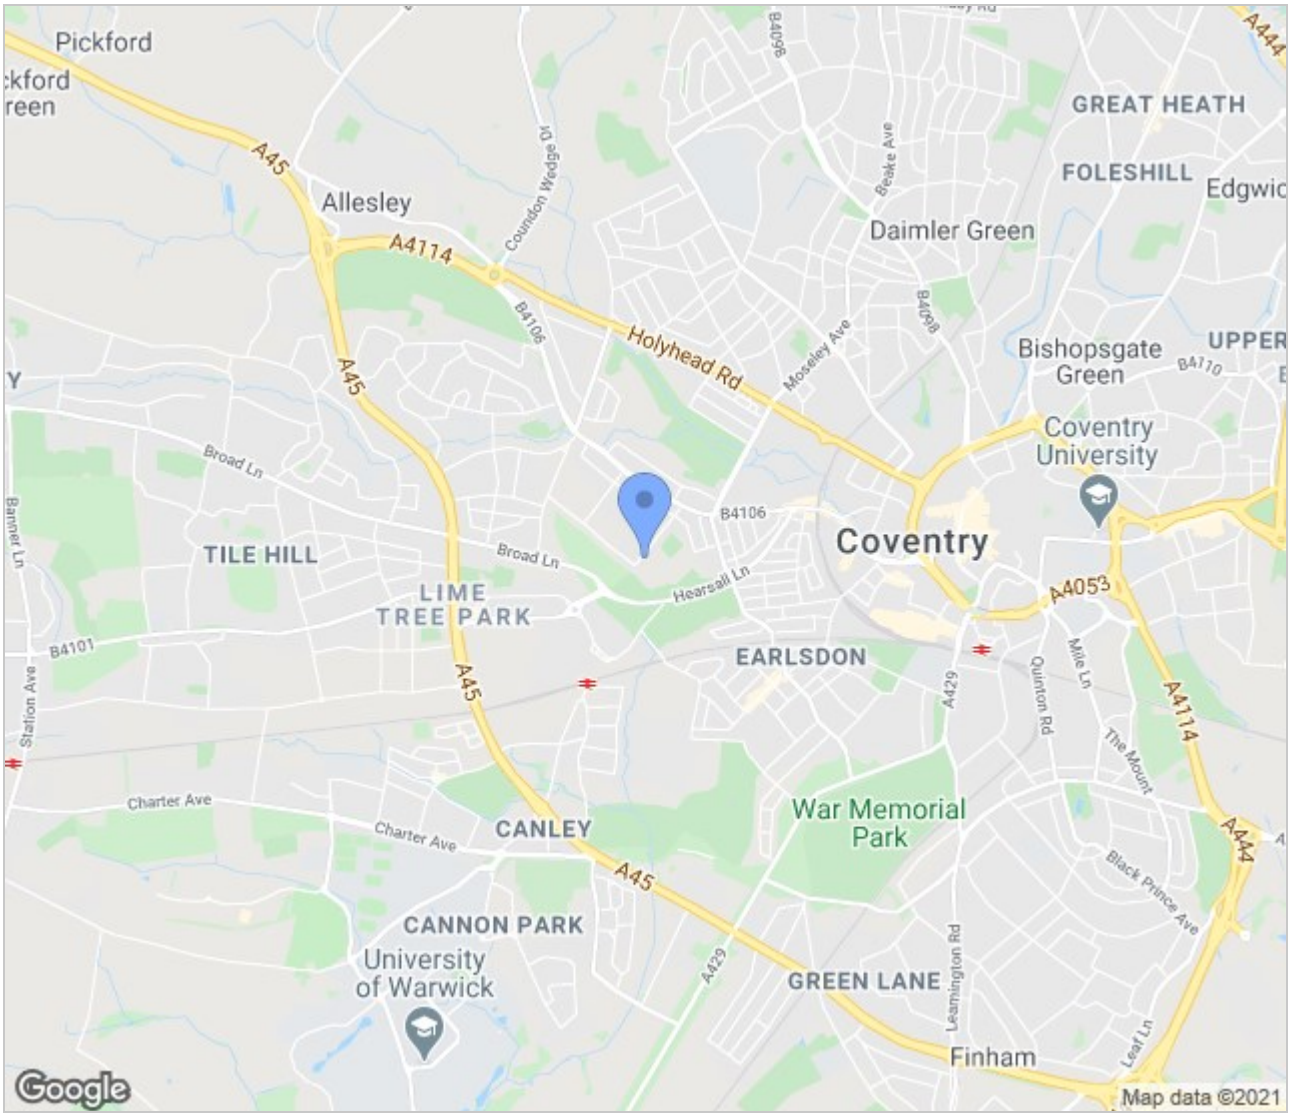 Pickford
ckford
reen
B4098
by Rd
A444
GREAT HEATH
FOLESHILL
Edgwic
Beake Ave
Daimler Green
A45
Allesley
Coundon Wedge Dr
A4114
B4106
Holyhead Rd
Moseley Ave
B4098
Bishopsgate
Green
UPPER
E
B4110
Y
A45
Coventry
University
Broad Ln
Banner Ln
B4106
Coventry
TILE HILL
Broad Ln
LIME
TREE PARK
Hearsall Ln
A4053
B4101
EARLSDON
Mile Ln
Quinton Rd
A429
A4114
Station Ave
A45
The Mount
Charter Ave
Charter Ave
CANLEY
War Memorial
Park
A444
A
A45
Black Prince Ave
CANNON PARK
University
of Warwick
A429
GREEN LANE
Leamington Rd
Finham
Leaf Ln
Google
Map data ©2021